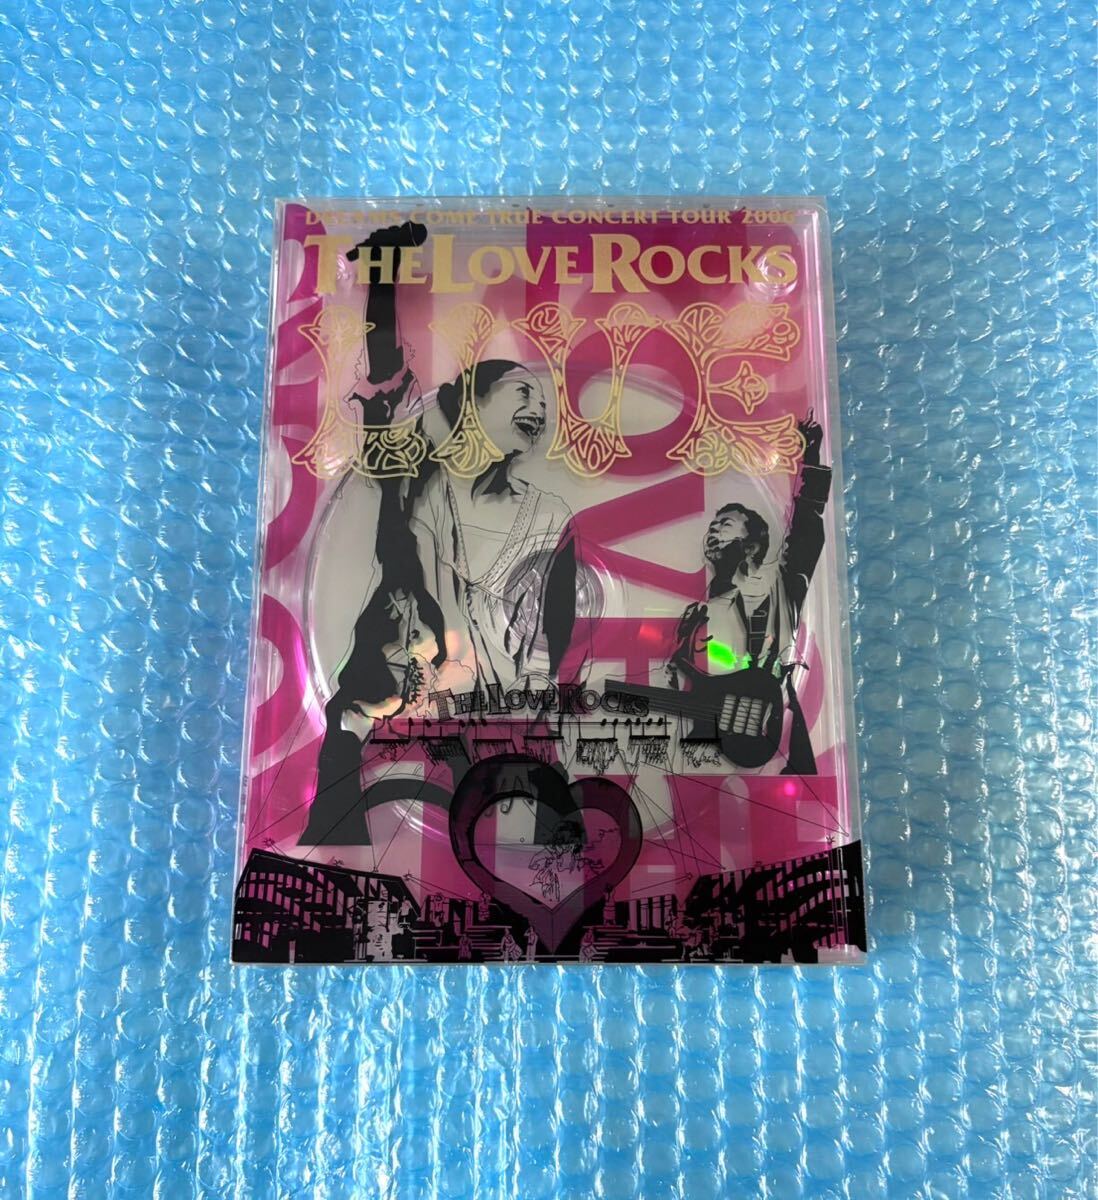 DREAMS COME TRUE CONCERT TOUR 2006
THE LOVE ROCKS
LIVE
THE LOVE ROCKS